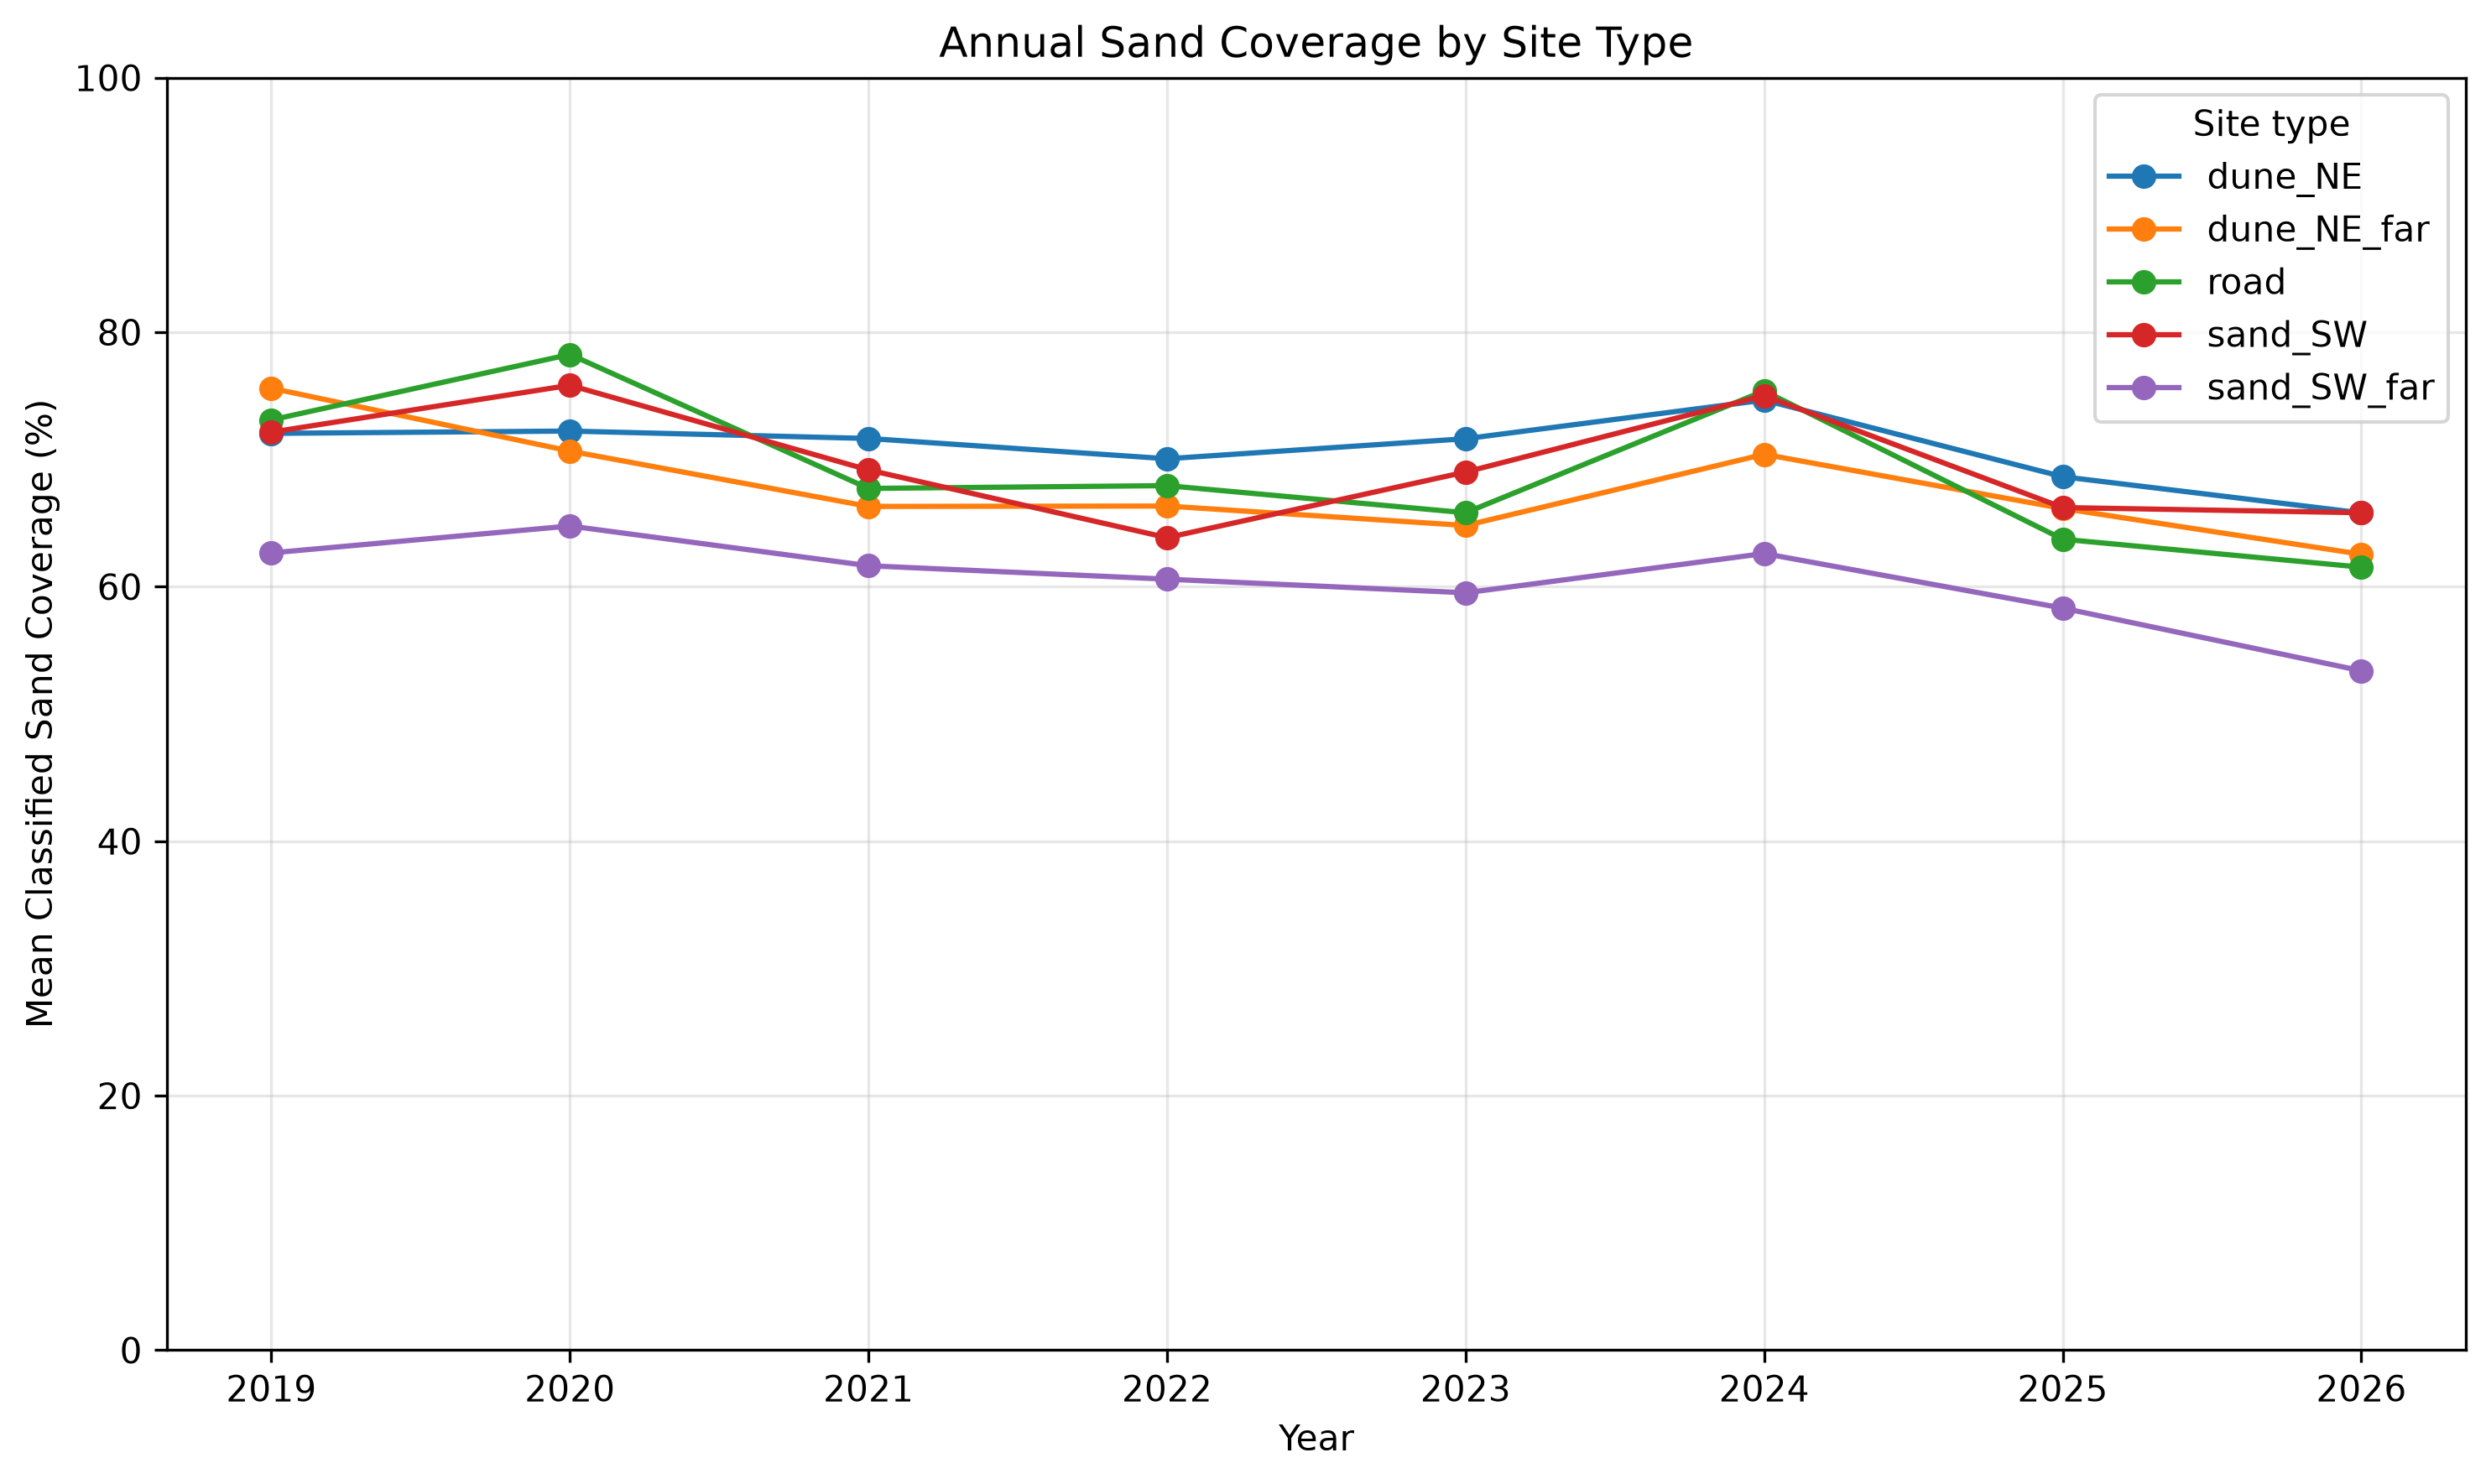 Annual Sand Coverage by Site Type
Mean Classified Sand Coverage (%)
100
80
60
40
20
0
Site type
dune_NE
dune_NE_far
road
sand_SW
sand_SW_far
2019 2020 2021 2022 2023 2024 2025 2026
Year